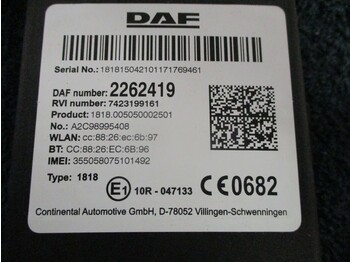 DAF
Serial No.: 181815042101171769461
DAF number: 2262419
RVI number: 7423199161
Product: 1818.005050002501
No.: A2C98995408
WLAN: cc:88:26:ec:6b:97
BT: CC:88:26:EC:6B:96
IMEI: 355058075101492
Type: 1818
E1 10R - 047133 CE0682
Continental Automotive GmbH, D-78052 Villingen-Schwenningen